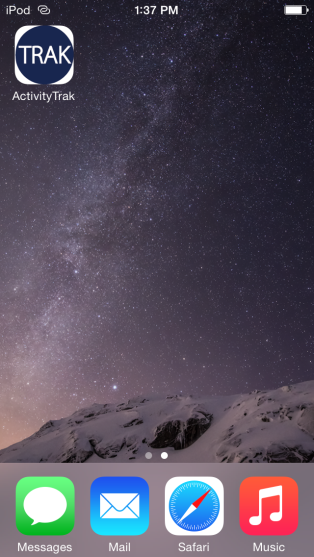 iPod 1:37 PM
TRAK
ActivityTrak
Messages Mail Safari Music